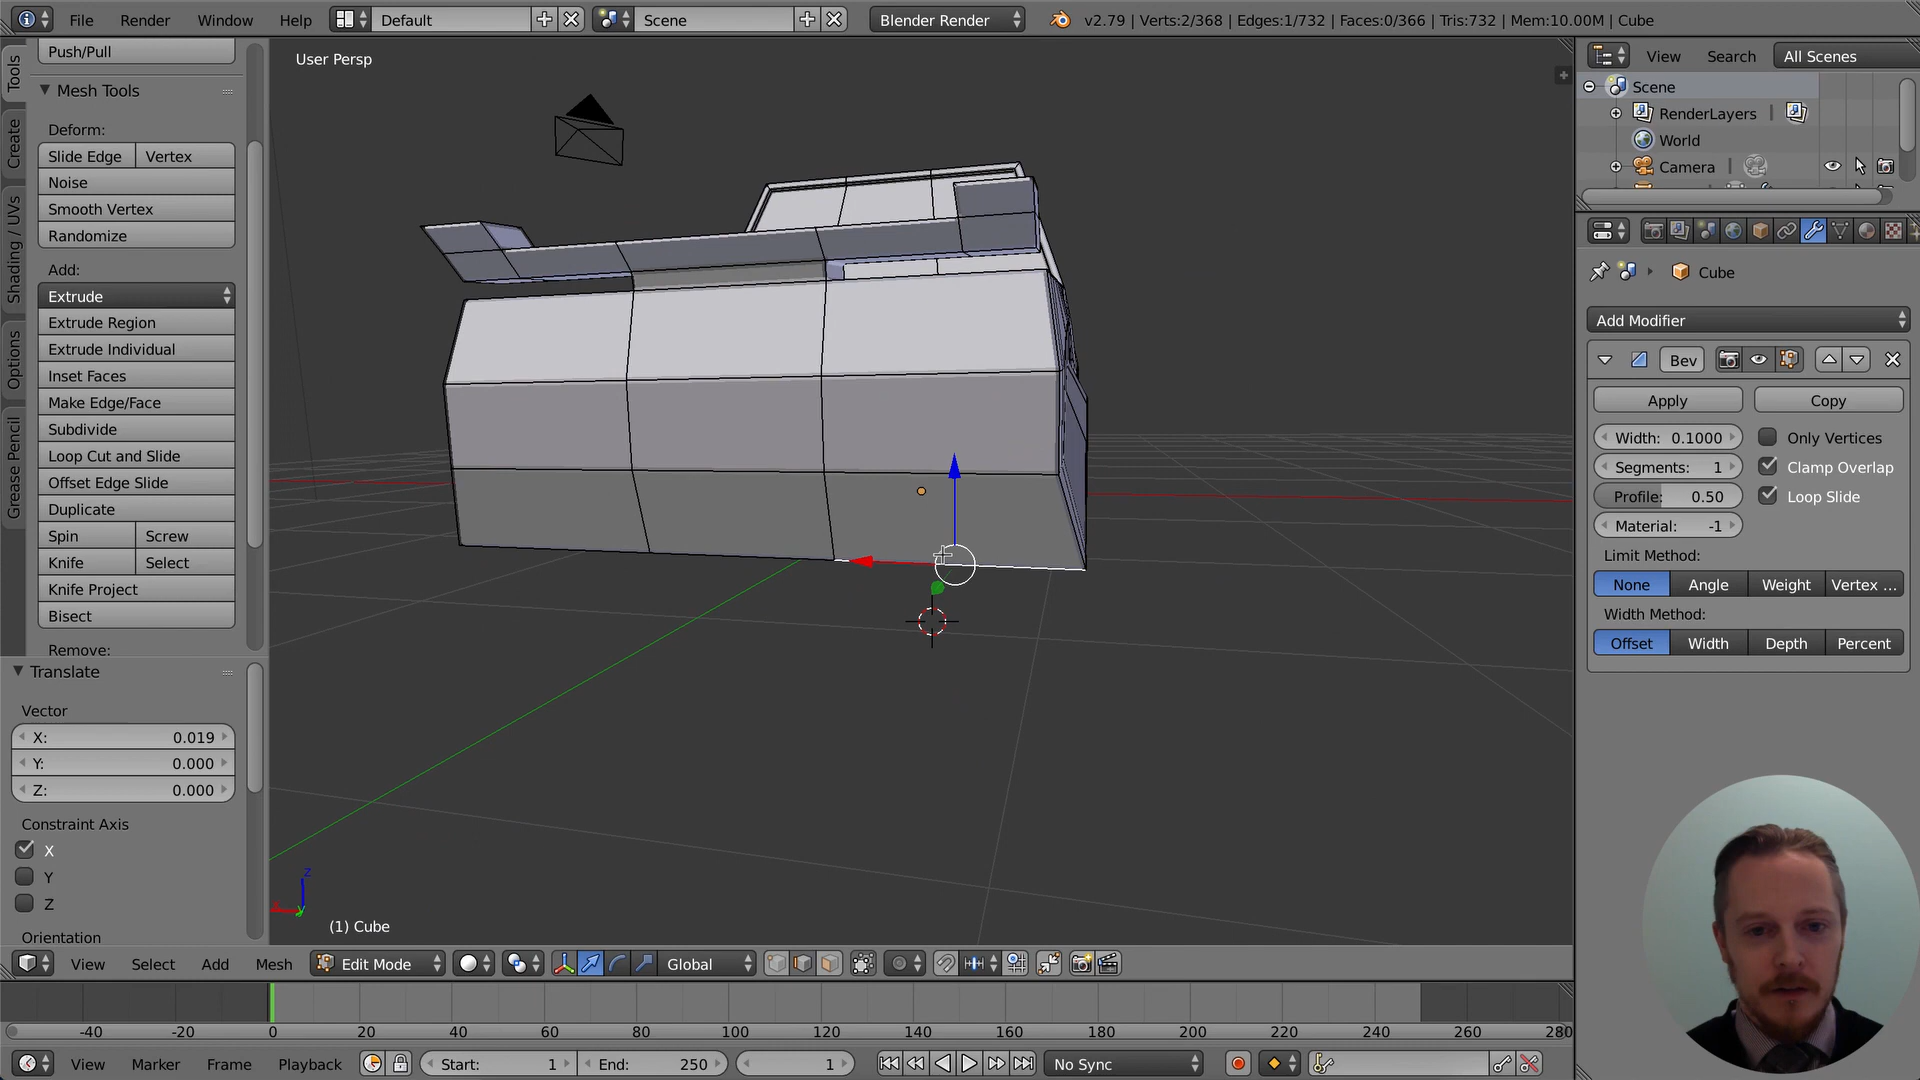 File Render Window Help Default Scene Blender Render v2.79 | Verts:2/368 | Edges:1/732 | Faces:0/366 | Tris:732 | Mem:10.00M | Cube
Tools
Create
Shading / UVs
Options
Grease Pencil
Push/Pull
Mesh Tools
Deform:
Slide Edge Vertex
Noise
Smooth Vertex
Randomize
Add:
Extrude
Extrude Region
Extrude Individual
Inset Faces
Make Edge/Face
Subdivide
Loop Cut and Slide
Offset Edge Slide
Duplicate
Spin Screw
Knife Select
Knife Project
Bisect
Remove:
Translate
Vector
X: 0.019
Y: 0.000
Z: 0.000
Constraint Axis
X
Y
Z
Orientation
User Persp
z
(1) Cube
View Select Add Mesh Edit Mode Global
-40 -20 0 20 40 60 80 100 120 140 160 180 200 220 240 260 280
View Marker Frame Playback Start: 1 End: 250 1 No Sync
View Search All Scenes
Scene
RenderLayers
World
Camera
Cube
Add Modifier
Bev
Apply Copy
Width: 0.1000 Only Vertices
Segments: 1 Clamp Overlap
Profile: 0.50 Loop Slide
Material: -1
Limit Method:
None Angle Weight Vertex ...
Width Method:
Offset Width Depth Percent